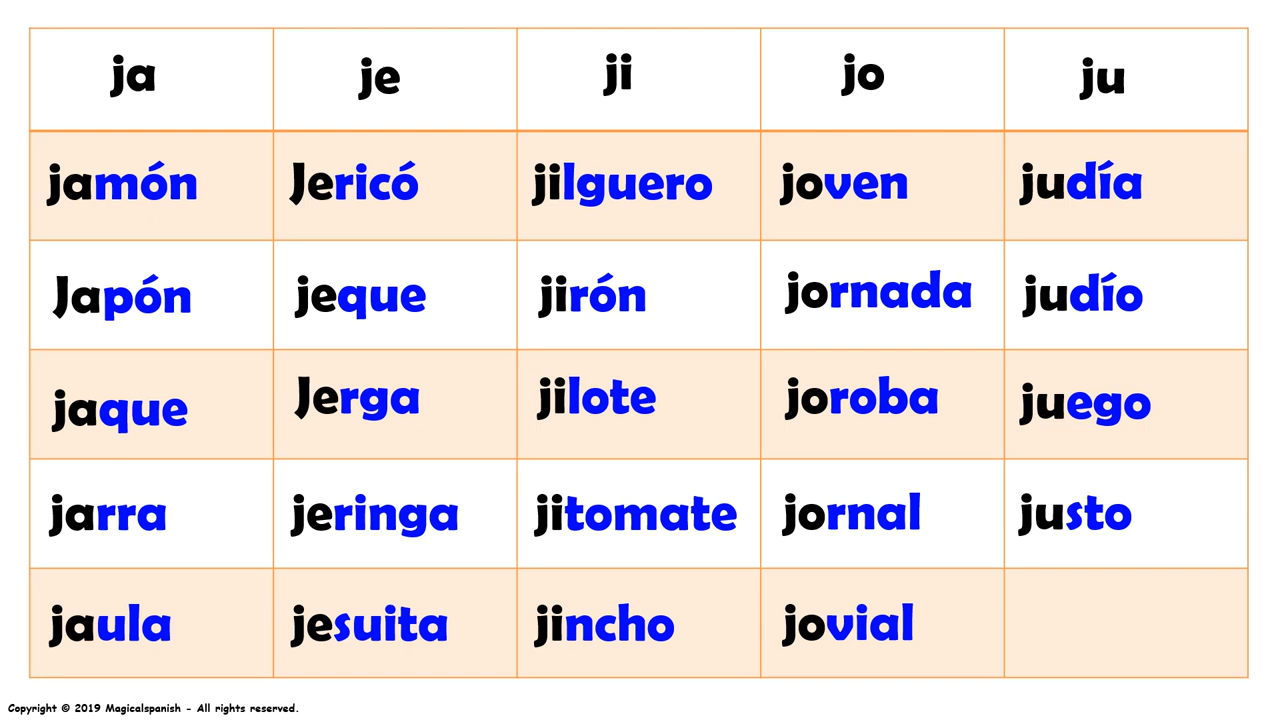 ja je ji jo ju
jamón Jericó jilguero joven judía
Japón jeque jirón jornada judío
jaque Jerga jilote joroba juego
jarra jeringa jitomate jornal justo
jaula jesuita jincho jovial
Copyright © 2019 Magicalspanish - All rights reserved.